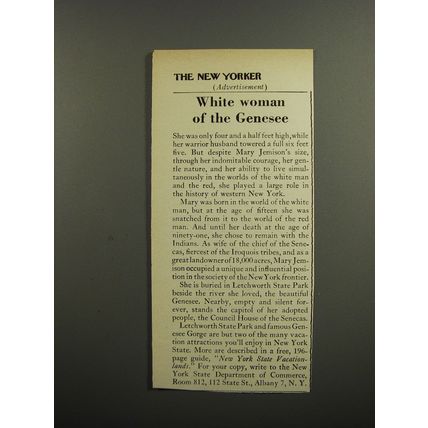 THE NEW YORKER
(Advertisement)
White woman
of the Genesee
She was only four and a half feet high, while
her warrior husband towered a full six feet
five. But despite Mary Jemison's size,
through her indomitable courage, her gen-
tle nature, and her ability to live simul-
taneously in the worlds of the white man
and the red, she played a large role in
the history of western New York.
Mary was born in the world of the white
man, but at the age of fifteen she was
snatched from it to the world of the red
man. And until her death at the age of
ninety-one, she chose to remain with the
Indians. As wife of the chief of the Sene-
cas, fiercest of the Iroquois tribes, and as a
great landowner of 18,000 acres, Mary Jem-
ison occupied a unique and influential posi-
tion in the society of the New York frontier.
She is buried in Letchworth State Park
beside the river she loved, the beautiful
Genesee. Nearby, empty and silent for-
ever, stands the capitol of her adopted
people, the Council House of the Senecas.
Letchworth State Park and famous Gen-
esee Gorge are but two of the many vaca-
tion attractions you'll enjoy in New York
State. More are described in a free, 196-
page guide, "New York State Vacation-
lands." For your copy, write to the New
York State Department of Commerce,
Room 812, 112 State St., Albany 7, N. Y.